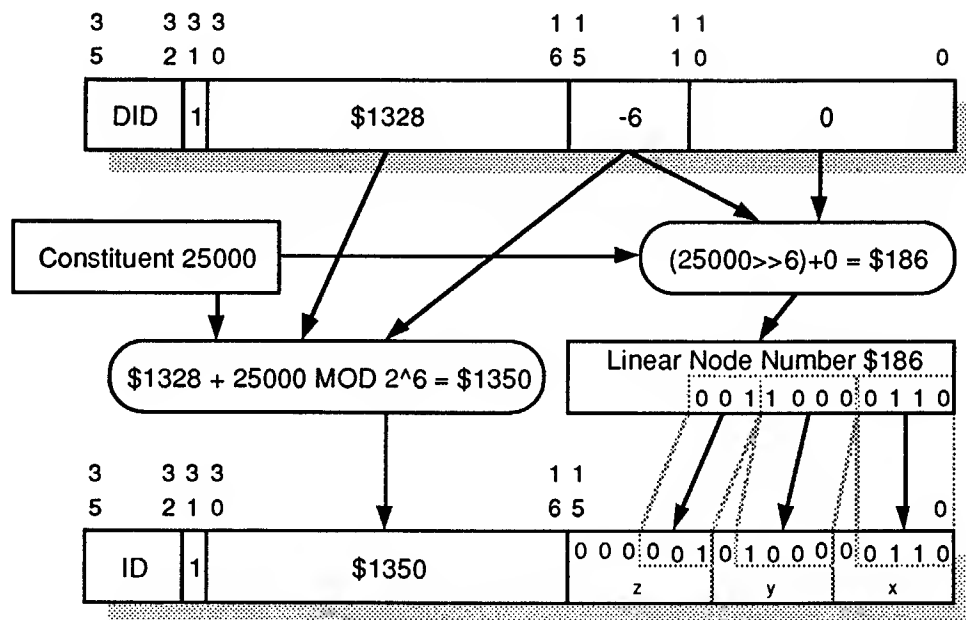 3 3 3 3 1 1 1 1
5 2 1 0 6 5 1 0 0
DID 1 $1328 -6 0
Constituent 25000
(25000>>6)+0 = $186
$1328 + 25000 MOD 2^6 = $1350
Linear Node Number $186
0 0 1 1 0 0 0 0 1 1 0
3 3 3 3 1 1
5 2 1 0 6 5 0
ID 1 $1350 0 0 0 0 0 1 0 1 0 0 0 0 0 1 1 0
z y x